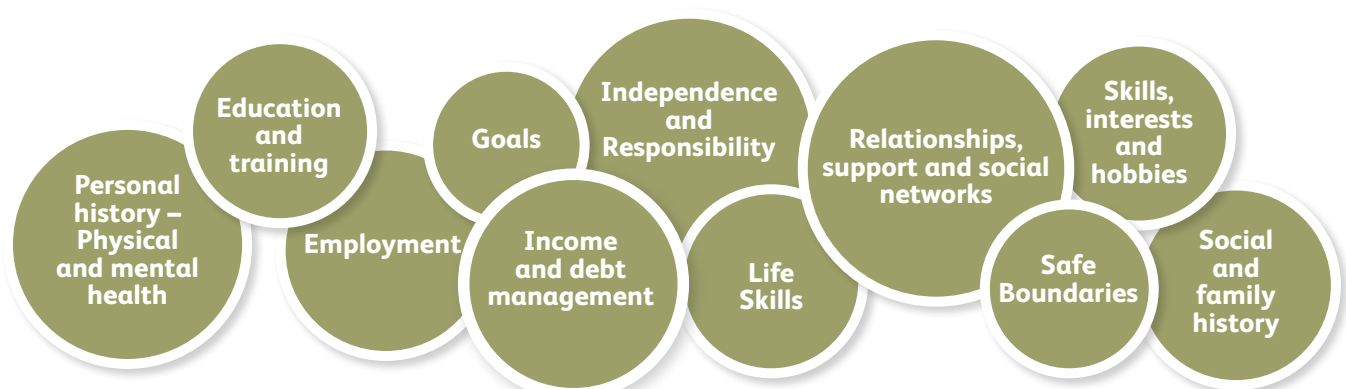 Personal
history –
Physical
and mental
health
Education
and
training
Employment
Goals
Income
and debt
management
Independence
and
Responsibility
Life
Skills
Relationships,
support and social
networks
Safe
Boundaries
Skills,
interests
and
hobbies
Social
and
family
history